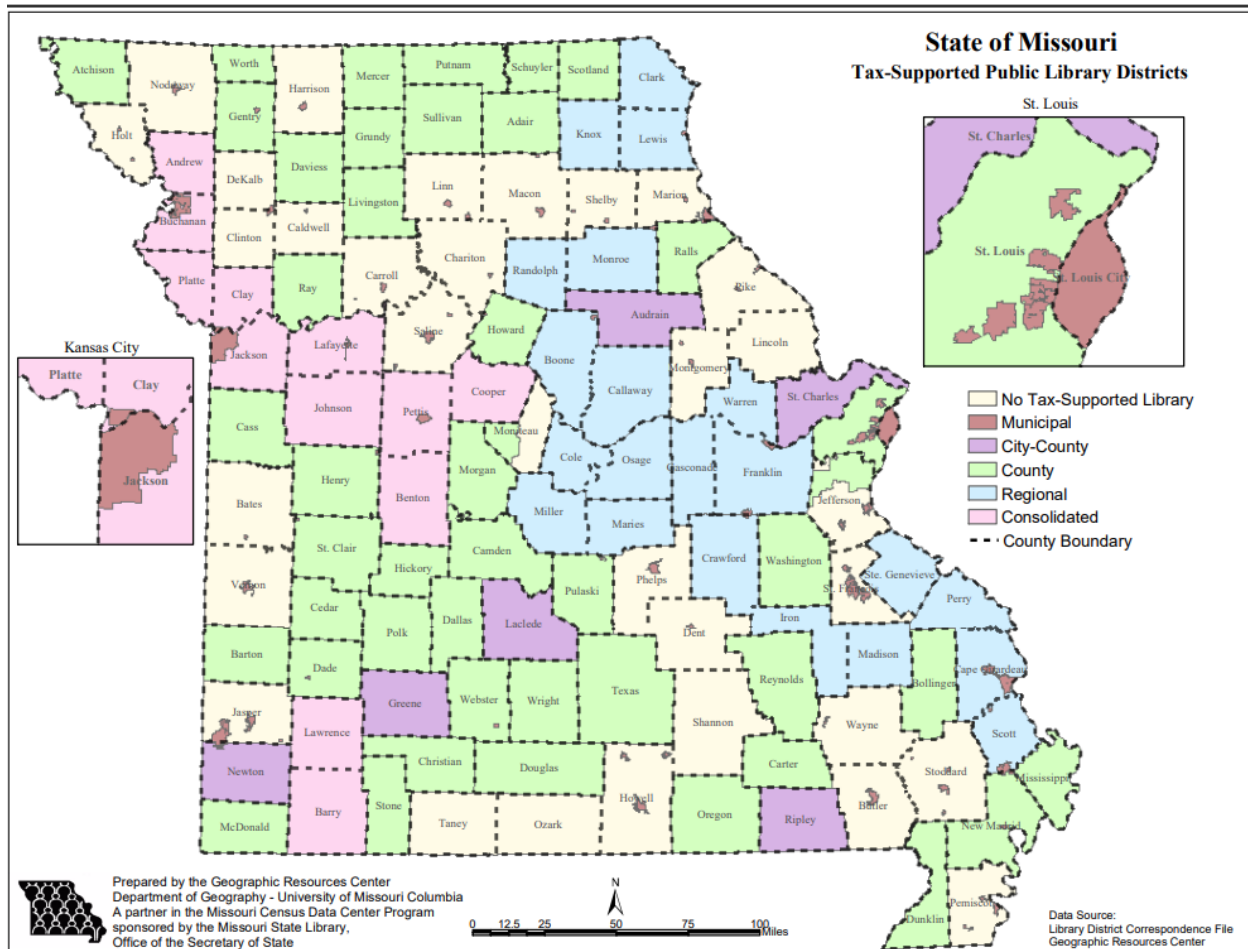 State of Missouri
Tax-Supported Public Library Districts
St. Louis
St. Charles
St. Louis
St. Louis City
Kansas City
Platte
Clay
Jackson
Atchison
Nodaway
Worth
Harrison
Mercer
Putnam
Schuyler
Scotland
Clark
Holt
Gentry
Grundy
Sullivan
Adair
Knox
Lewis
Andrew
DeKalb
Daviess
Livingston
Linn
Macon
Shelby
Marion
Buchanan
Clinton
Caldwell
Chariton
Randolph
Monroe
Ralls
Platte
Clay
Ray
Carroll
Pike
Jackson
Lafayette
Saline
Howard
Audrain
Lincoln
Boone
Callaway
Montgomery
Warren
St. Charles
Johnson
Pettis
Cooper
Moniteau
Cass
Henry
Benton
Morgan
Cole
Osage
Gasconade
Franklin
Jefferson
Bates
Miller
Maries
St. Clair
Hickory
Camden
Pulaski
Phelps
Crawford
Washington
Ste. Genevieve
St. Francois
Perry
Vernon
Cedar
Polk
Dallas
Laclede
Dent
Iron
Madison
Barton
Dade
Greene
Webster
Wright
Texas
Reynolds
Bollinger
Cape Girardeau
Jasper
Lawrence
Shannon
Wayne
Scott
Newton
Christian
Douglas
Howell
Carter
Butler
Stoddard
Mississippi
McDonald
Barry
Stone
Taney
Ozark
Oregon
Ripley
New Madrid
Dunklin
Pemiscot
No Tax-Supported Library
Municipal
City-County
County
Regional
Consolidated
County Boundary
Prepared by the Geographic Resources Center
Department of Geography - University of Missouri Columbia
A partner in the Missouri Census Data Center Program
sponsored by the Missouri State Library,
Office of the Secretary of State
N
0 12.5 25 50 75 100
Miles
Data Source:
Library District Correspondence File
Geographic Resources Center